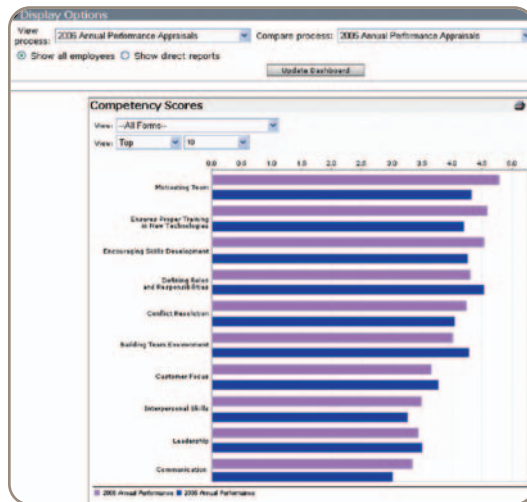 Display Options
View process: 2006 Annual Performance Appraisals Compare process: 2005 Annual Performance Appraisals
Show all employees Show direct reports
Update Dashboard
Competency Scores
View: --All Forms--
View: Top 10
0.0 0.5 1.0 1.5 2.0 2.5 3.0 3.5 4.0 4.5 5.0
Motivating Team
Ensures Proper Training
in New Technologies
Encouraging Skills Development
Defining Roles
and Responsibilities
Conflict Resolution
Building Team Environment
Customer Focus
Interpersonal Skills
Leadership
Communication
Annual Performance Annual Performance